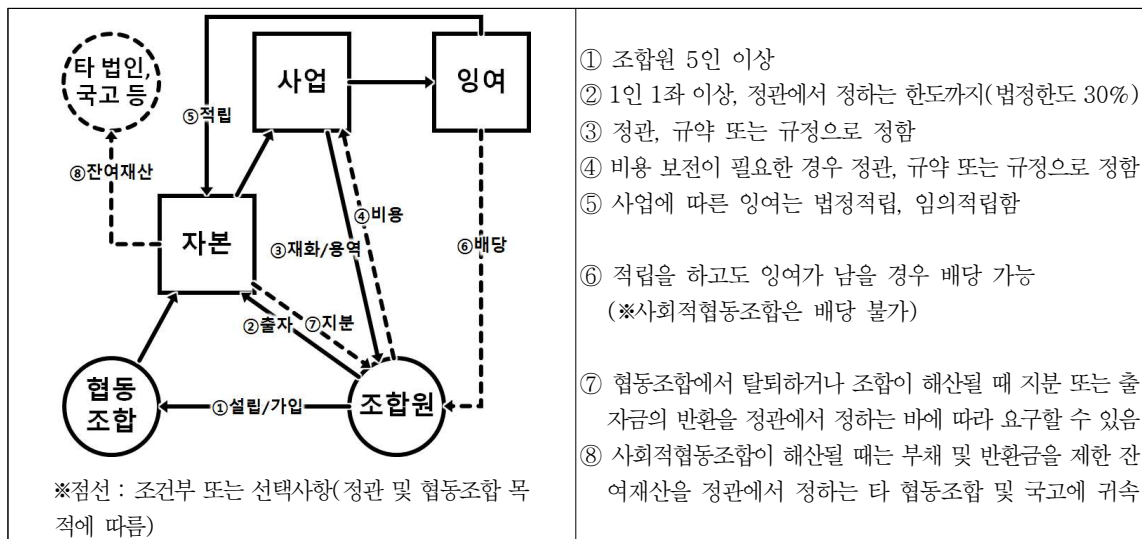 타 법인,
국고 등
사업
잉여
⑤적립
⑧잔여재산
자본
④비용
③재화/용역
⑥배당
②출자
⑦지분
협동
조합
①설립/가입
조합원
※점선 : 조건부 또는 선택사항(정관 및 협동조합 목
적에 따름)
① 조합원 5인 이상
② 1인 1좌 이상, 정관에서 정하는 한도까지(법정한도 30%)
③ 정관, 규약 또는 규정으로 정함
④ 비용 보전이 필요한 경우 정관, 규약 또는 규정으로 정함
⑤ 사업에 따른 잉여는 법정적립, 임의적립함
⑥ 적립을 하고도 잉여가 남을 경우 배당 가능
(※사회적협동조합은 배당 불가)
⑦ 협동조합에서 탈퇴하거나 조합이 해산될 때 지분 또는 출
자금의 반환을 정관에서 정하는 바에 따라 요구할 수 있음
⑧ 사회적협동조합이 해산될 때는 부채 및 반환금을 제한 잔
여재산을 정관에서 정하는 타 협동조합 및 국고에 귀속